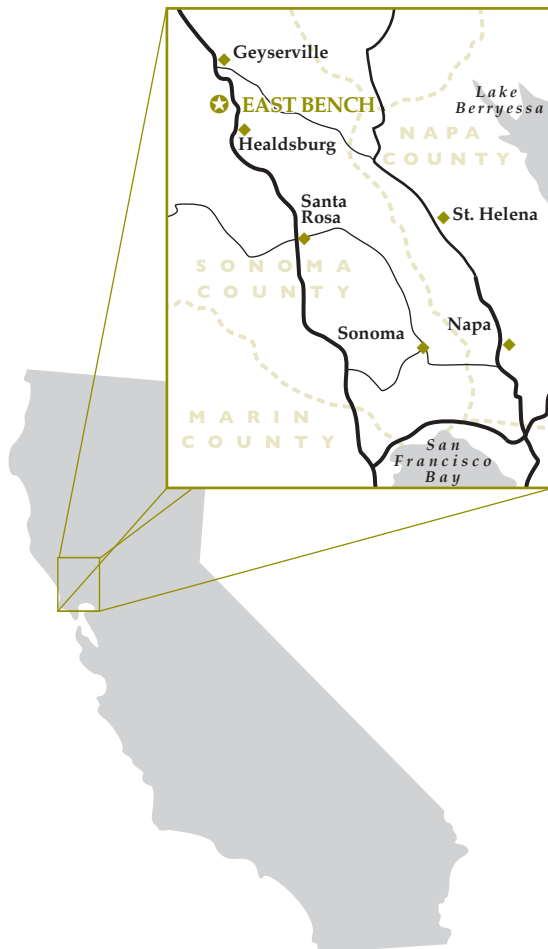 Geyserville
Lake
Berryessa
EAST BENCH
NAPA
COUNTY
Healdsburg
Santa
Rosa
St. Helena
SONOMA
COUNTY
Sonoma
Napa
MARIN
COUNTY
San
Francisco
Bay